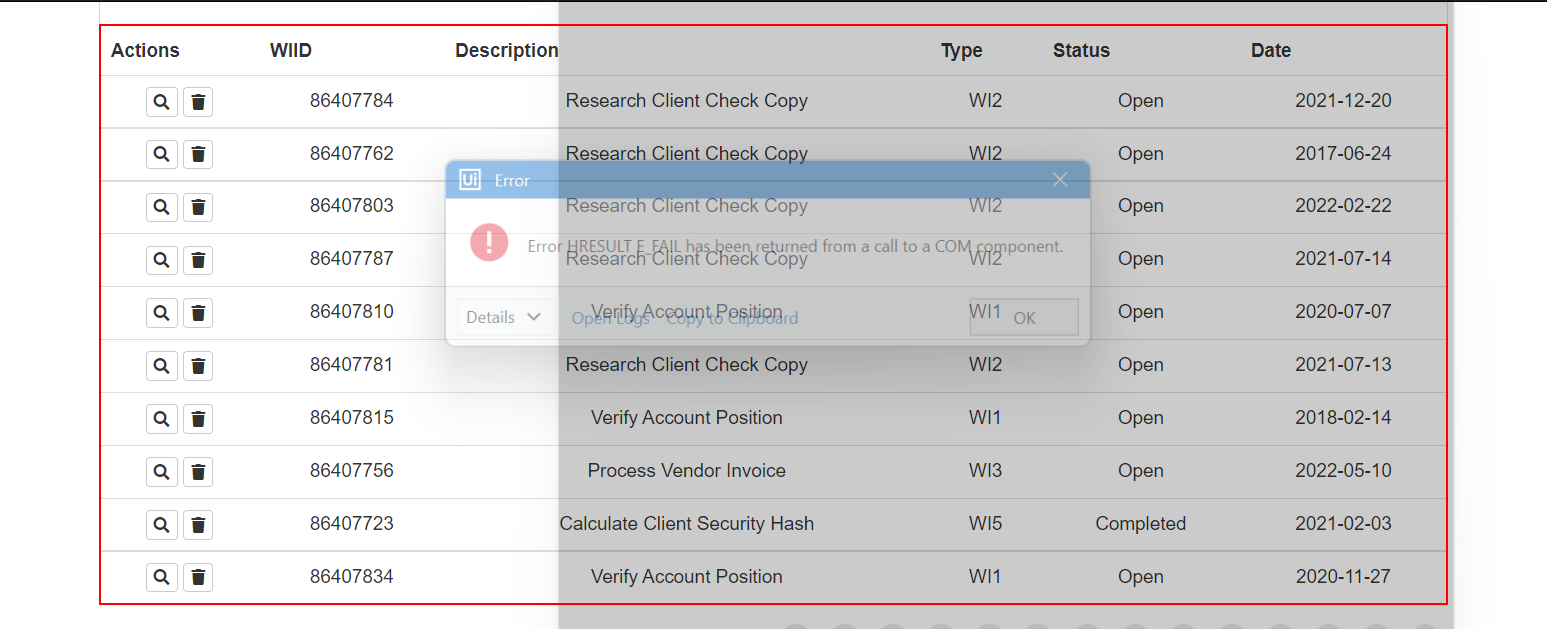 Actions WIID Description Type Status Date
86407784 Research Client Check Copy WI2 Open 2021-12-20
86407762 Research Client Check Copy WI2 Open 2017-06-24
Ui Error
86407803 Research Client Check Copy WI2 Open 2022-02-22
Error HRESULT E_FAIL has been returned from a call to a COM component.
86407787 Research Client Check Copy WI2 Open 2021-07-14
86407810 Verify Account Position WI1 Open 2020-07-07
Details Open Logs Copy to Clipboard OK
86407781 Research Client Check Copy WI2 Open 2021-07-13
86407815 Verify Account Position WI1 Open 2018-02-14
86407756 Process Vendor Invoice WI3 Open 2022-05-10
86407723 Calculate Client Security Hash WI5 Completed 2021-02-03
86407834 Verify Account Position WI1 Open 2020-11-27